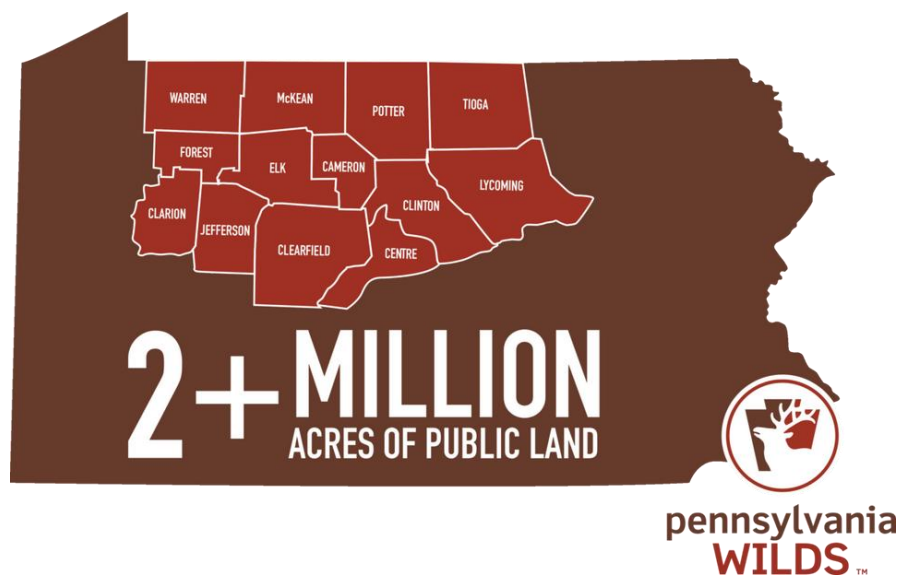 WARREN
McKEAN
POTTER
TIOGA
FOREST
ELK
CAMERON
LYCOMING
CLARION
JEFFERSON
CLINTON
CLEARFIELD
CENTRE
2+ MILLION
ACRES OF PUBLIC LAND
pennsylvania
WILDS™